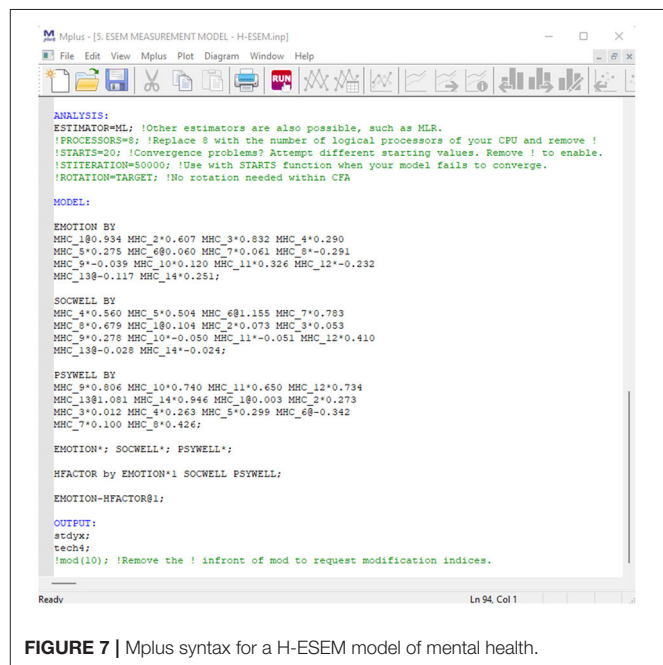 Mplus - [5. ESEM MEASUREMENT MODEL - H-ESEM.inp]
File Edit View Mplus Plot Diagram Window Help
RUN
ANALYSIS:
ESTIMATOR=ML; !Other estimators are also possible, such as MLR.
!PROCESSORS=8; !Replace 8 with the number of logical processors of your CPU and remove !
!STARTS=20; !Convergence problems? Attempt different starting values. Remove ! to enable.
!STITERATION=50000; !Use with STARTS function when your model fails to converge.
!ROTATION=TARGET; !No rotation needed within CFA
MODEL:
EMOTION BY
MHC_1@0.934 MHC_2*0.607 MHC_3*0.832 MHC_4*0.290
MHC_5*0.275 MHC_6@0.060 MHC_7*0.061 MHC_8*-0.291
MHC_9*-0.039 MHC_10*0.120 MHC_11*0.326 MHC_12*-0.232
MHC_13@-0.117 MHC_14*0.251;
SOCWELL BY
MHC_4*0.560 MHC_5*0.504 MHC_6@1.155 MHC_7*0.783
MHC_8*0.679 MHC_1@0.104 MHC_2*0.073 MHC_3*0.053
MHC_9*0.278 MHC_10*-0.050 MHC_11*-0.051 MHC_12*0.410
MHC_13@-0.028 MHC_14*-0.024;
PSYWELL BY
MHC_9*0.806 MHC_10*0.740 MHC_11*0.650 MHC_12*0.734
MHC_13@1.081 MHC_14*0.946 MHC_1@0.003 MHC_2*0.273
MHC_3*0.012 MHC_4*0.263 MHC_5*0.299 MHC_6@-0.342
MHC_7*0.100 MHC_8*0.426;
EMOTION*; SOCWELL*; PSYWELL*;
HFACTOR by EMOTION*1 SOCWELL PSYWELL;
EMOTION-HFACTOR@1;
OUTPUT:
stdyx;
tech4;
!mod(10); !Remove the ! infront of mod to request modification indices.
Ready Ln 94, Col 1
FIGURE 7 | Mplus syntax for a H-ESEM model of mental health.